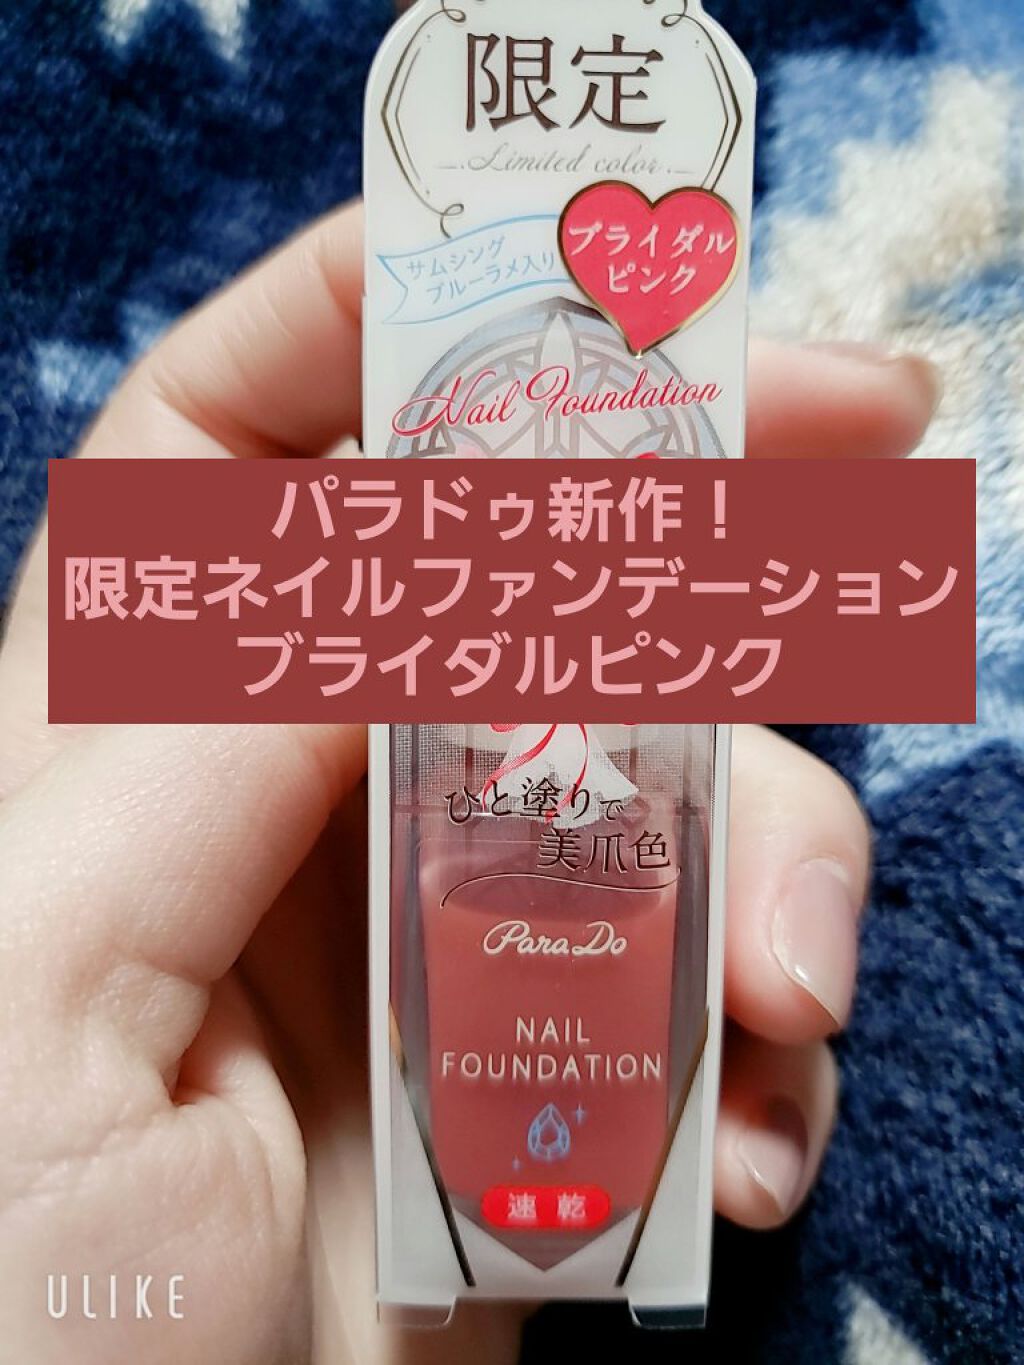 限定
Limited color
サムシング
ブルーラメ入り
ブライダル
ピンク
Nail Foundation
パラドゥ新作！
限定ネイルファンデーション
ブライダルピンク
ひと塗りで
美爪色
ParaDo
NAIL
FOUNDATION
速乾
ULIKE